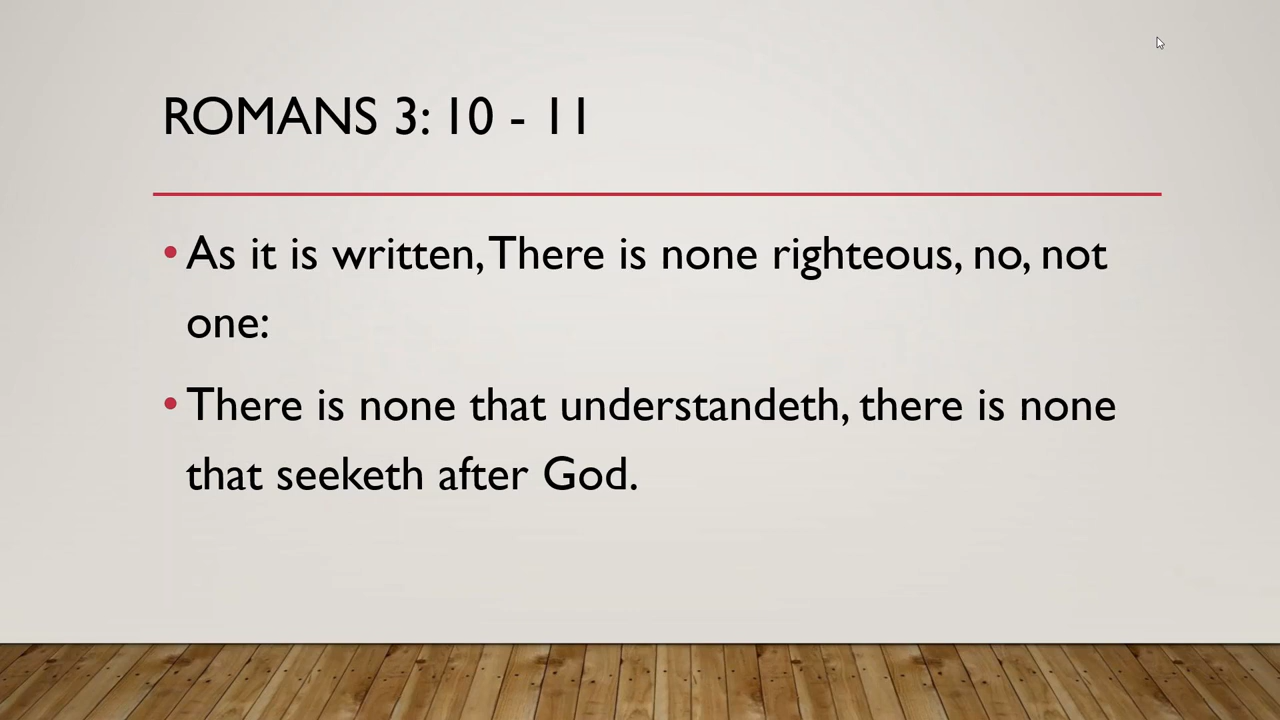 ROMANS 3: 10 - 11
• As it is written, There is none righteous, no, not
one:
• There is none that understandeth, there is none
that seeketh after God.